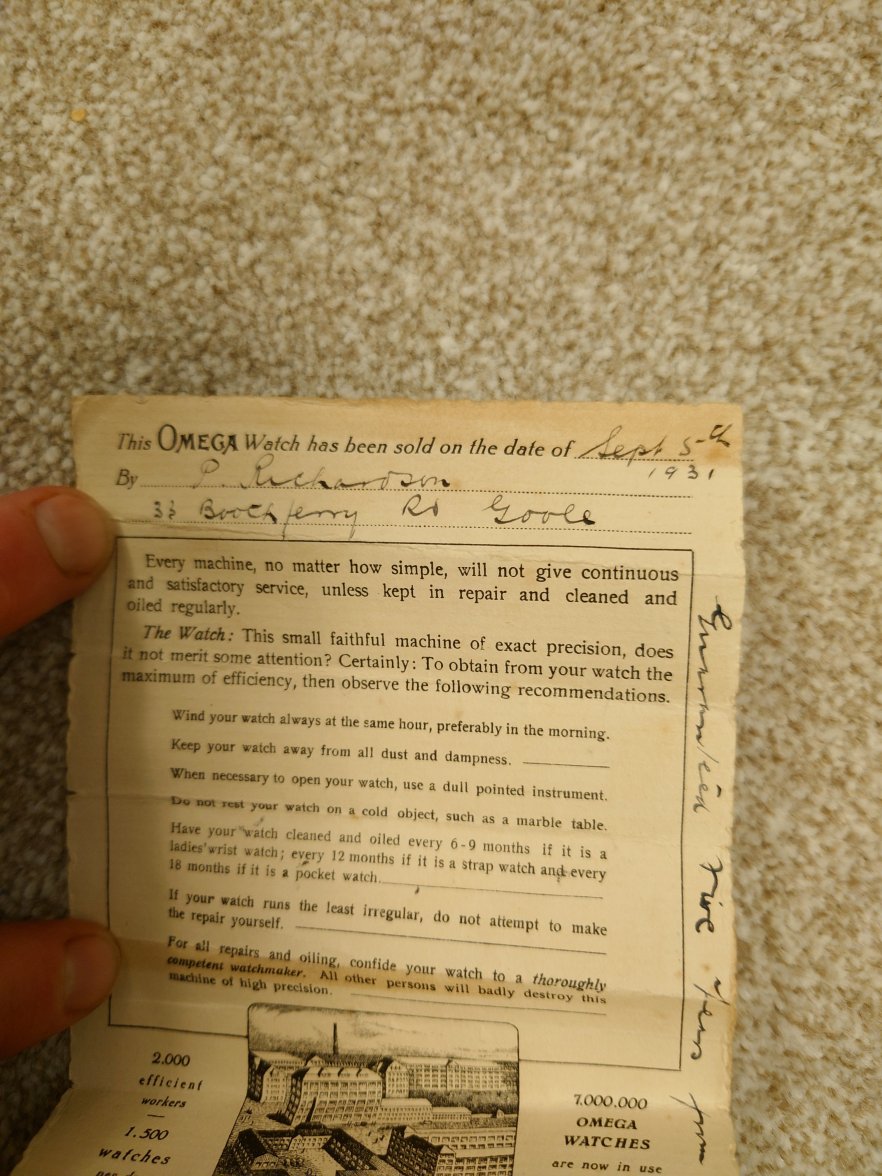 This OMEGA Watch has been sold on the date of Sept 5th
1931
By P. Richardson
Boothferry Rd Goole
Every machine, no matter how simple, will not give continuous
and satisfactory service, unless kept in repair and cleaned and
oiled regularly.
The Watch: This small faithful machine of exact precision, does
it not merit some attention? Certainly: To obtain from your watch the
maximum of efficiency, then observe the following recommendations.
Wind your watch always at the same hour, preferably in the morning.
Keep your watch away from all dust and dampness.
When necessary to open your watch, use a dull pointed instrument.
Do not rest your watch on a cold object, such as a marble table.
Have your watch cleaned and oiled every 6-9 months if it is a
ladies' wrist watch; every 12 months if it is a strap watch and every
18 months if it is a pocket watch.
If your watch runs the least irregular, do not attempt to make
the repair yourself.
For all repairs and oiling, confide your watch to a thoroughly
competent watchmaker. All other persons will badly destroy this
machine of high precision.
2.000
efficient
workers
1.500
watches
per
7.000.000
OMEGA
WATCHES
are now in use
Guaranteed Five Years from